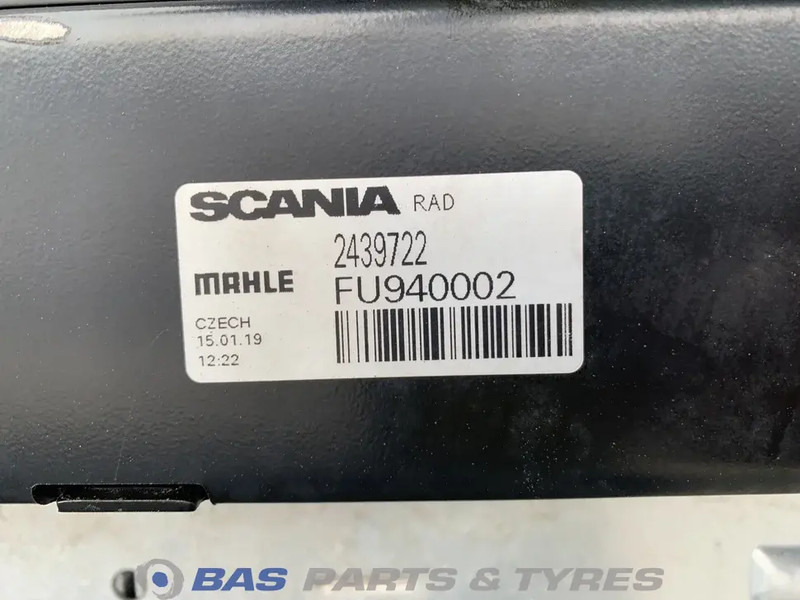 SCANIA RAD
2439722
MAHLE FU940002
CZECH
15.01.19
12:22
BAS PARTS & TYRES